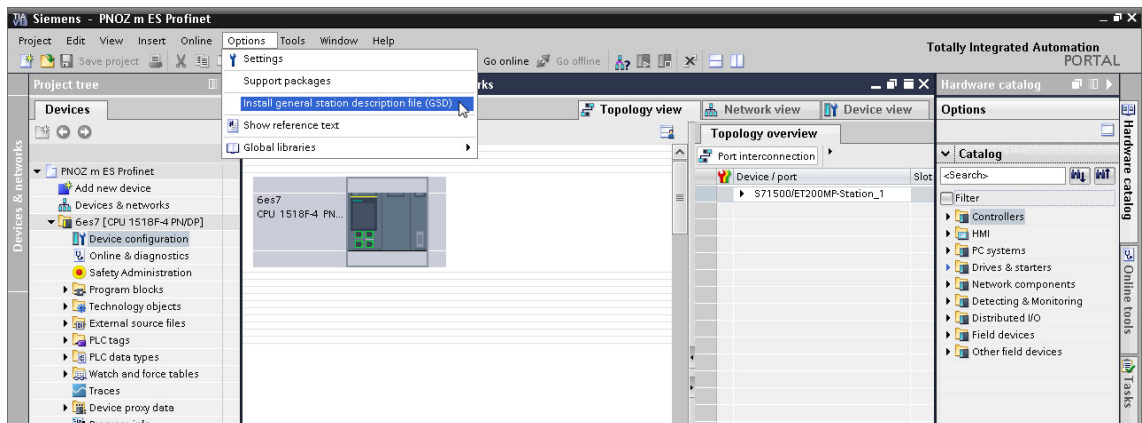 Siemens - PNOZ m ES Profinet
Project Edit View Insert Online Options Tools Window Help
Totally Integrated Automation
PORTAL
Save project
Go online Go offline
Settings
Support packages
Install general station description file (GSD)
Show reference text
Global libraries
Project tree
rks
Hardware catalog
Devices
Topology view Network view Device view
Options
Topology overview
Port interconnection
Device / port Slot
S71500/ET200MP-Station_1
PNOZ m ES Profinet
Add new device
Devices & networks
6es7 [CPU 1518F-4 PN/DP]
Device configuration
Online & diagnostics
Safety Administration
Program blocks
Technology objects
External source files
PLC tags
PLC data types
Watch and force tables
Traces
Device proxy data
Program info
6es7
CPU 1518F-4 PN...
Catalog
<Search>
Filter
Controllers
HMI
PC systems
Drives & starters
Network components
Detecting & Monitoring
Distributed I/O
Field devices
Other field devices
Devices & networks
Hardware catalog
Online tools
Tasks